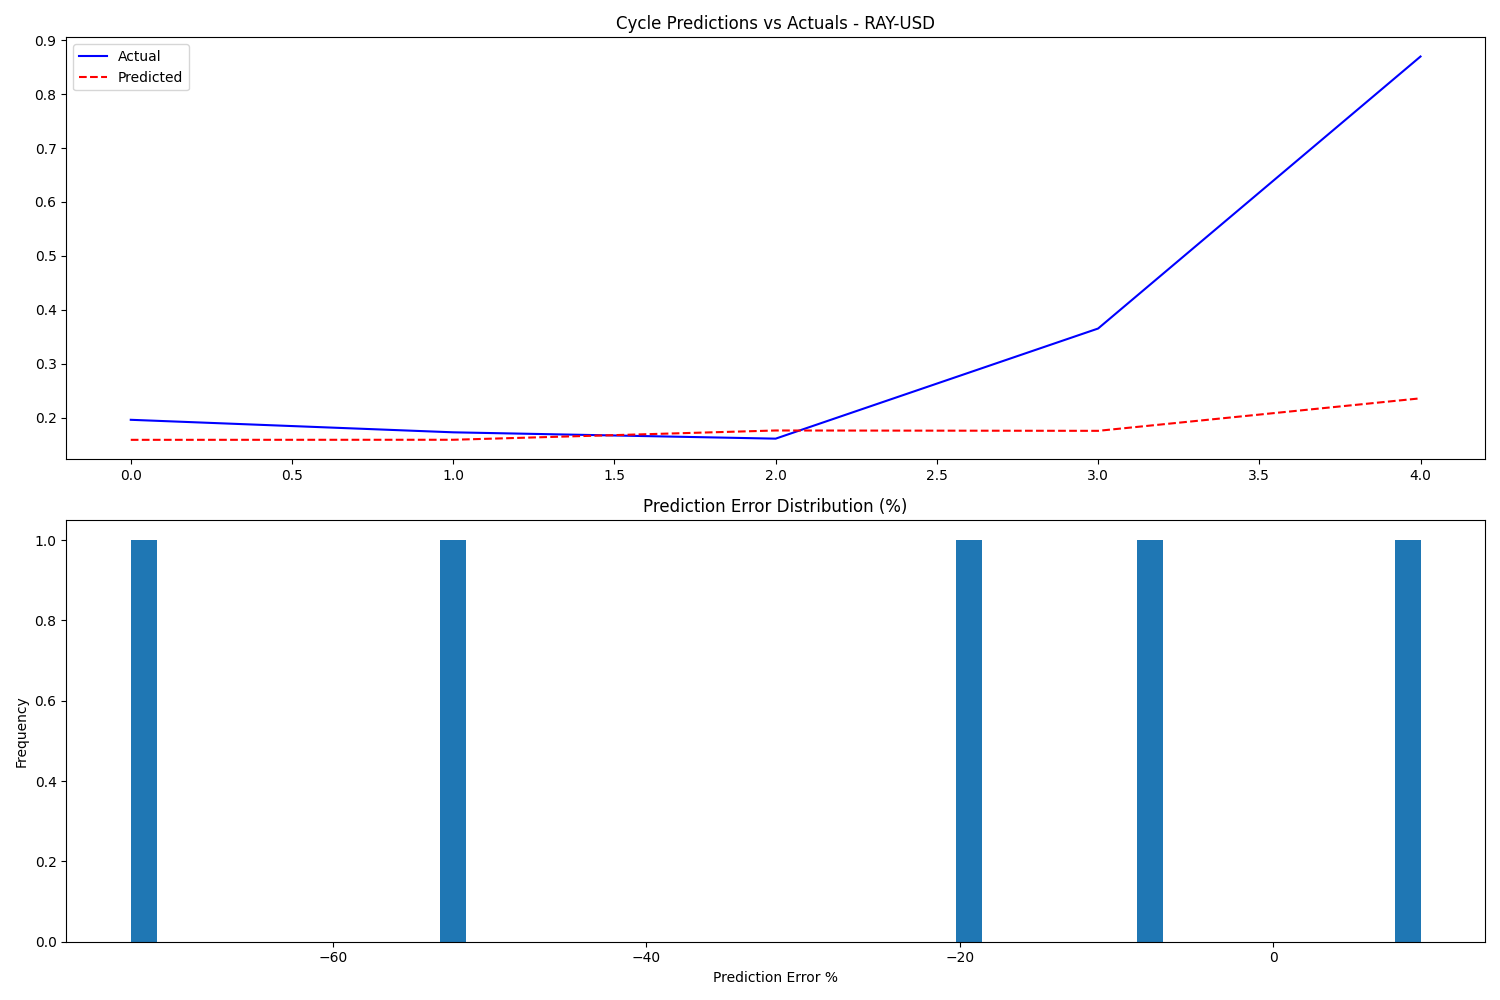 Cycle Predictions vs Actuals - RAY-USD
Actual
Predicted
0.9
0.8
0.7
0.6
0.5
0.4
0.3
0.2
0.0 0.5 1.0 1.5 2.0 2.5 3.0 3.5 4.0
Prediction Error Distribution (%)
Frequency
1.0
0.8
0.6
0.4
0.2
0.0
−60 −40 −20 0
Prediction Error %